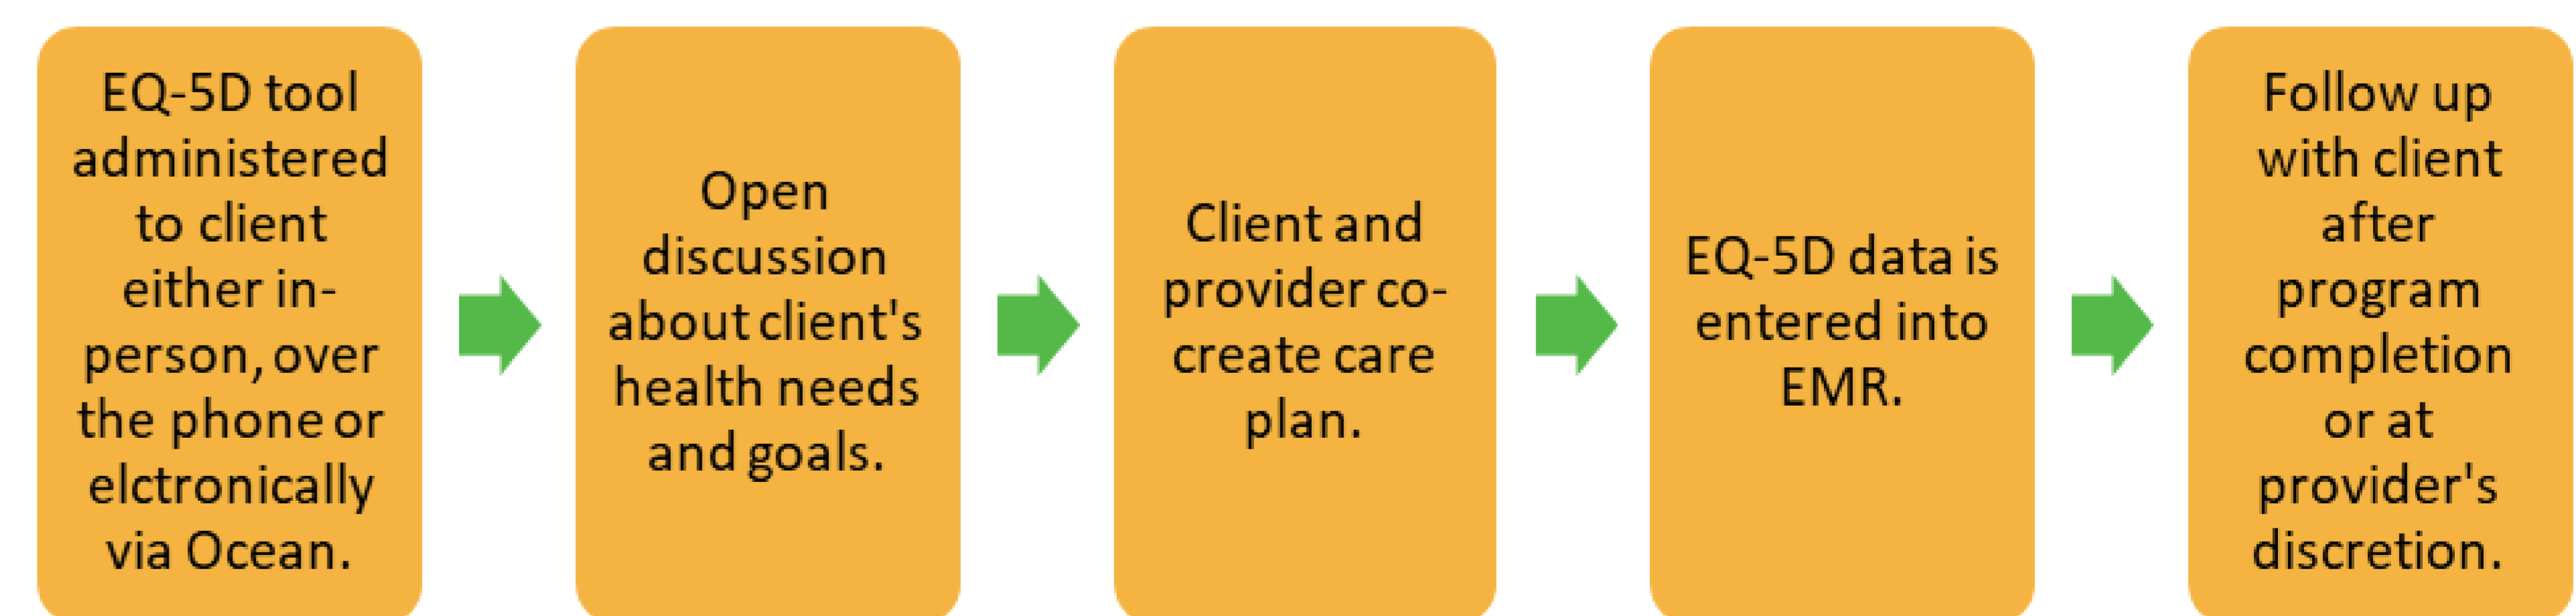 EQ-5D tool
administered
to client
either in-
person, over
the phone or
elctronically
via Ocean.
Open
discussion
about client's
health needs
and goals.
Client and
provider co-
create care
plan.
EQ-5D data is
entered into
EMR.
Follow up
with client
after
program
completion
or at
provider's
discretion.